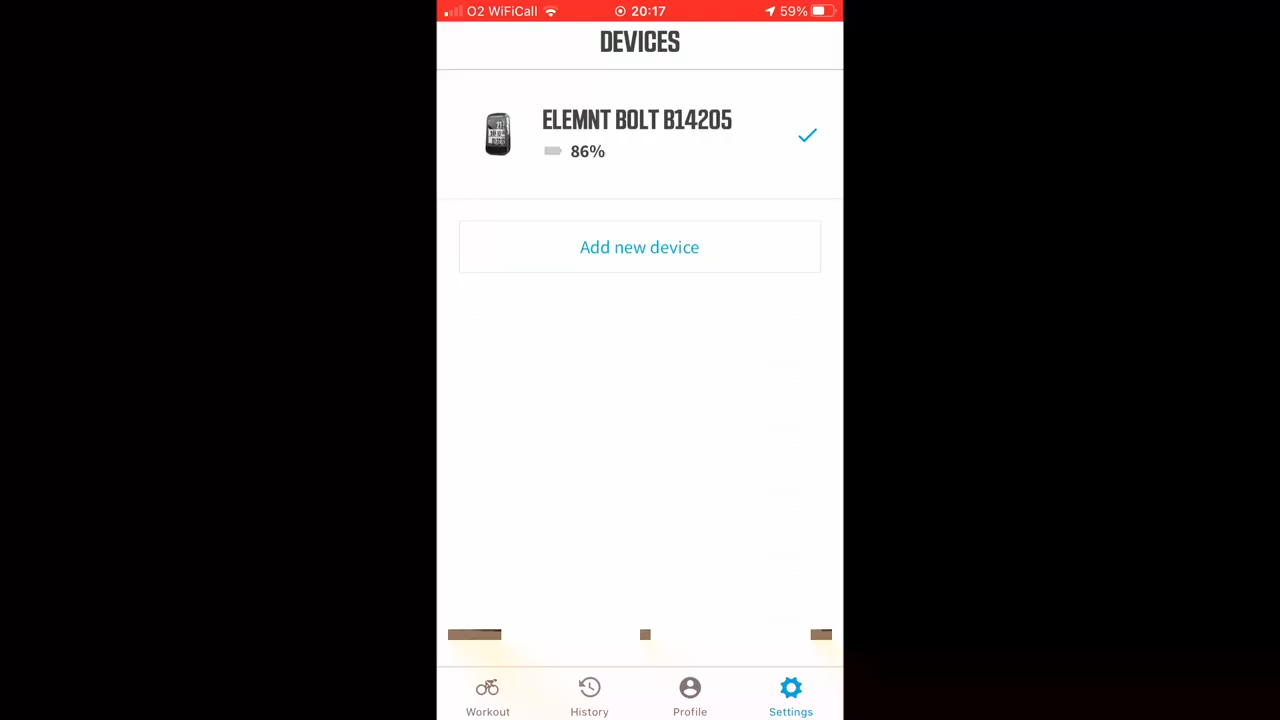 O2 WiFiCall 20:17 59%
DEVICES
ELEMNT BOLT B14205
86%
Add new device
Workout History Profile Settings